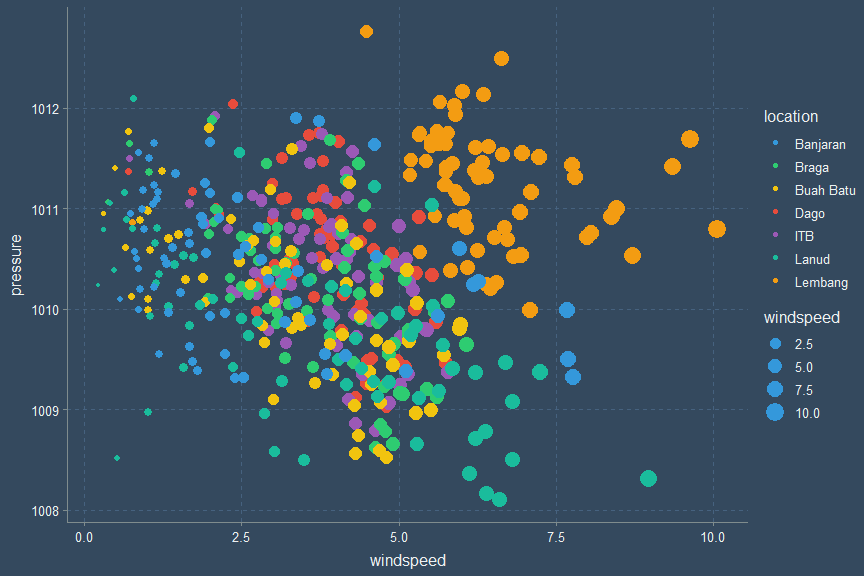 pressure
1012
1011
1010
1009
1008
0.0 2.5 5.0 7.5 10.0
windspeed
location
Banjaran
Braga
Buah Batu
Dago
ITB
Lanud
Lembang
windspeed
2.5
5.0
7.5
10.0